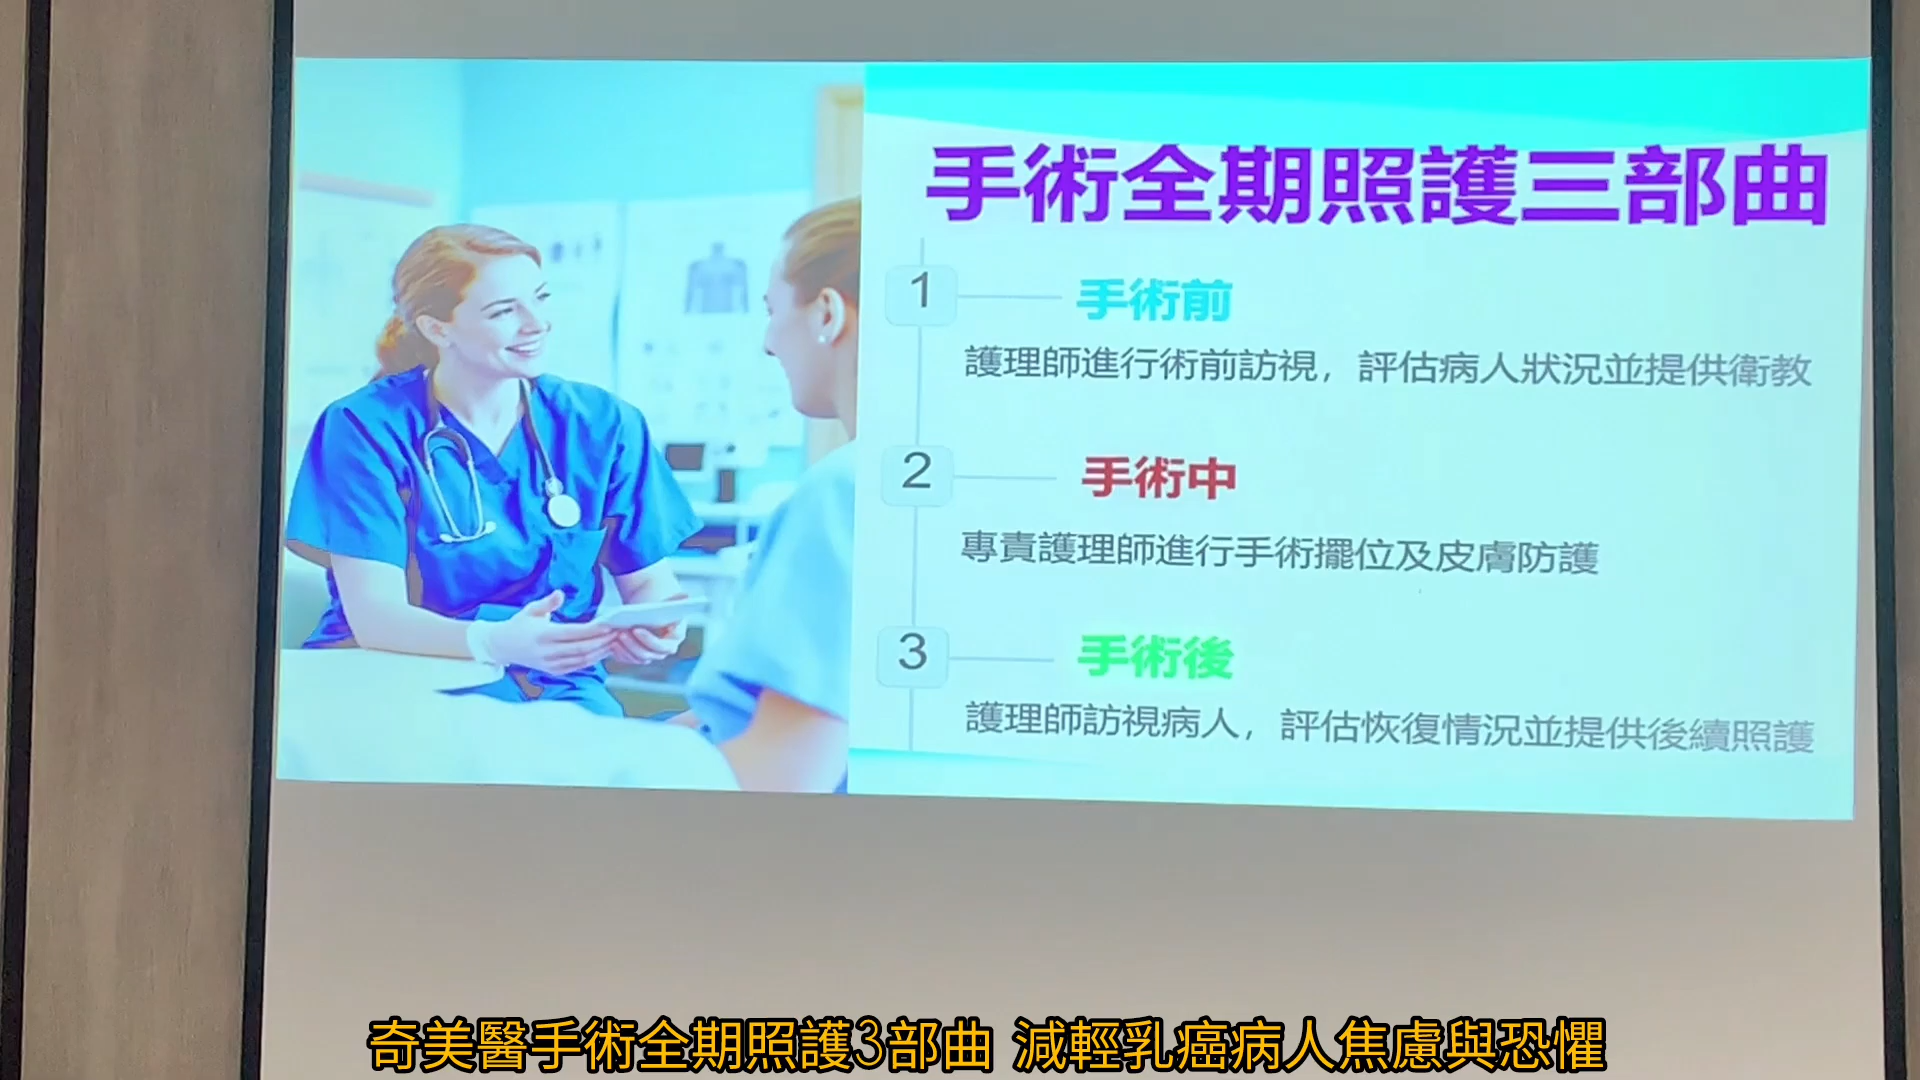 手術全期照護三部曲
1
手術前
護理師進行術前訪視，評估病人狀況並提供衛教
2
手術中
專責護理師進行手術擺位及皮膚防護
3
手術後
護理師訪視病人，評估恢復情況並提供後續照護
奇美醫手術全期照護3部曲 減輕乳癌病人焦慮與恐懼